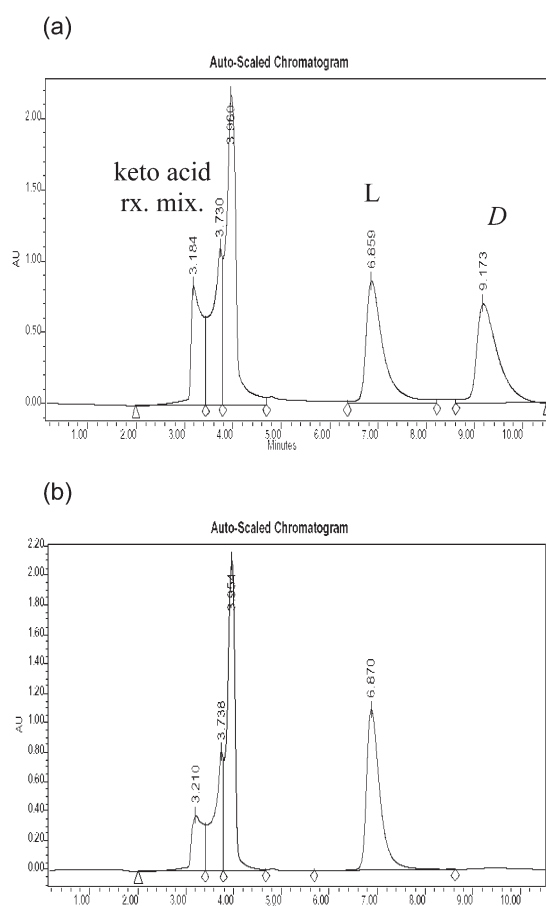 (a)
Auto-Scaled Chromatogram
2.00
1.50
1.00
0.50
0.00
AU
keto acid
rx. mix.
3.184
3.730
3.960
L
6.859
D
9.173
1.00 2.00 3.00 4.00 5.00 6.00 7.00 8.00 9.00 10.00
Minutes
(b)
Auto-Scaled Chromatogram
2.20
2.00
1.80
1.60
1.40
1.20
1.00
0.80
0.60
0.40
0.20
0.00
AU
3.210
3.738
3.954
6.870
1.00 2.00 3.00 4.00 5.00 6.00 7.00 8.00 9.00 10.00